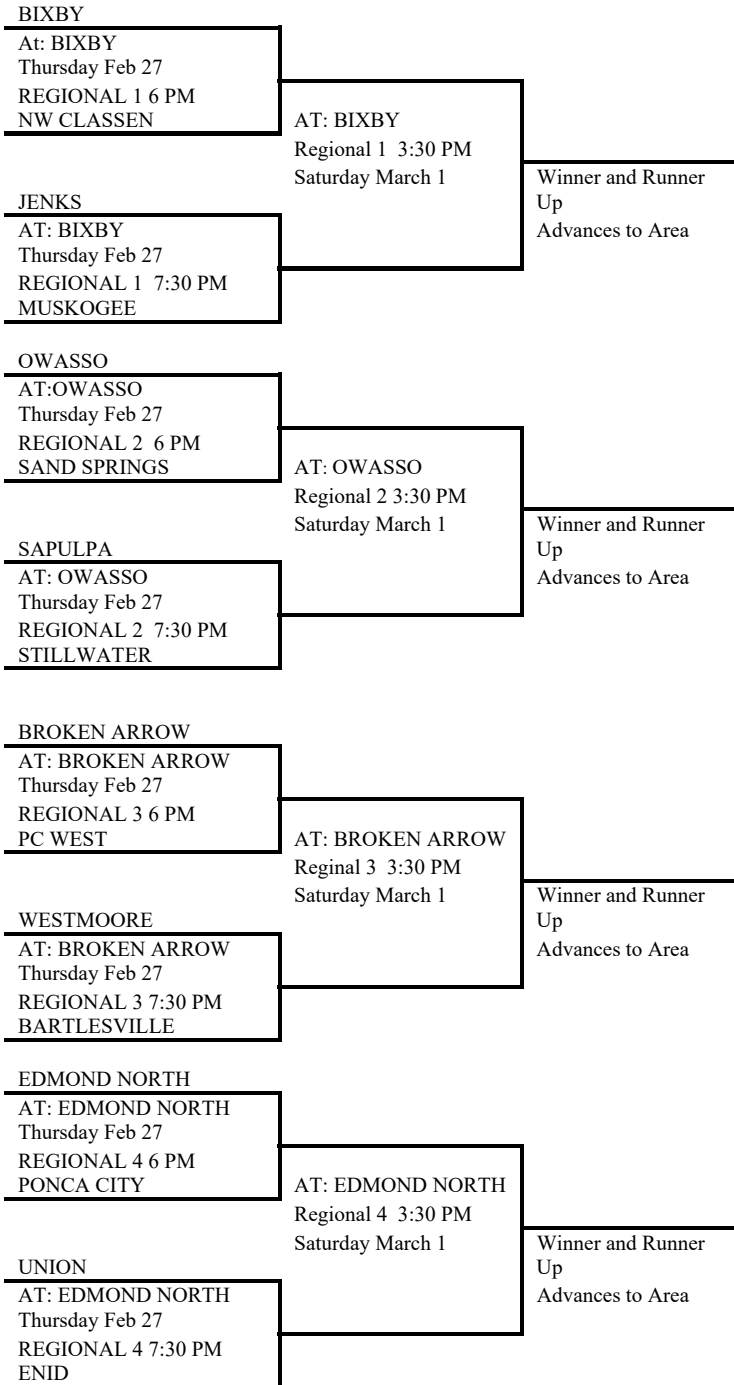 BIXBY
At: BIXBY
Thursday Feb 27
REGIONAL 1 6 PM
NW CLASSEN
AT: BIXBY
Regional 1  3:30 PM
Saturday March 1
Winner and Runner
Up
Advances to Area
JENKS
AT: BIXBY
Thursday Feb 27
REGIONAL 1  7:30 PM
MUSKOGEE
OWASSO
AT:OWASSO
Thursday Feb 27
REGIONAL 2  6 PM
SAND SPRINGS
AT: OWASSO
Regional 2 3:30 PM
Saturday March 1
Winner and Runner
Up
Advances to Area
SAPULPA
AT: OWASSO
Thursday Feb 27
REGIONAL 2  7:30 PM
STILLWATER
BROKEN ARROW
AT: BROKEN ARROW
Thursday Feb 27
REGIONAL 3 6 PM
PC WEST
AT: BROKEN ARROW
Reginal 3  3:30 PM
Saturday March 1
Winner and Runner
Up
Advances to Area
WESTMOORE
AT: BROKEN ARROW
Thursday Feb 27
REGIONAL 3 7:30 PM
BARTLESVILLE
EDMOND NORTH
AT: EDMOND NORTH
Thursday Feb 27
REGIONAL 4 6 PM
PONCA CITY
AT: EDMOND NORTH
Regional 4  3:30 PM
Saturday March 1
Winner and Runner
Up
Advances to Area
UNION
AT: EDMOND NORTH
Thursday Feb 27
REGIONAL 4 7:30 PM
ENID